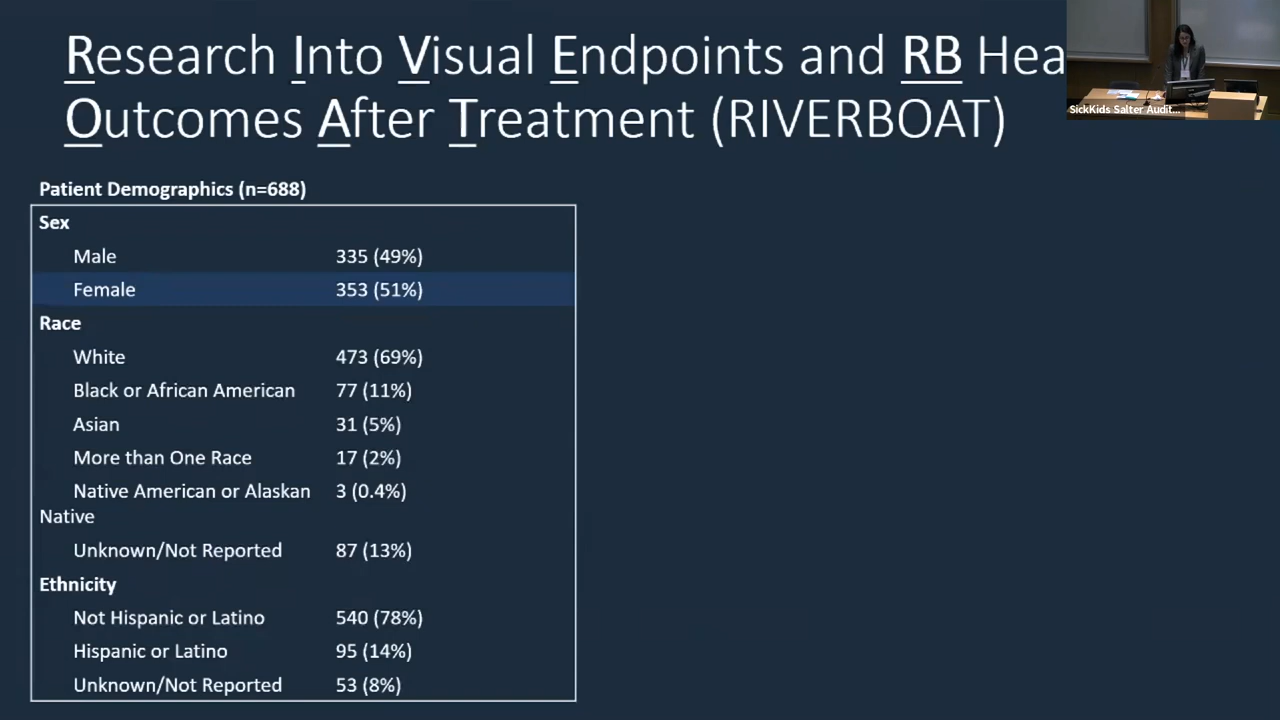 Research Into Visual Endpoints and RB Hea
Outcomes After Treatment (RIVERBOAT)
SickKids Salter Audit...
Patient Demographics (n=688)
Sex
Male 335 (49%)
Female 353 (51%)
Race
White 473 (69%)
Black or African American 77 (11%)
Asian 31 (5%)
More than One Race 17 (2%)
Native American or Alaskan 3 (0.4%)
Native
Unknown/Not Reported 87 (13%)
Ethnicity
Not Hispanic or Latino 540 (78%)
Hispanic or Latino 95 (14%)
Unknown/Not Reported 53 (8%)